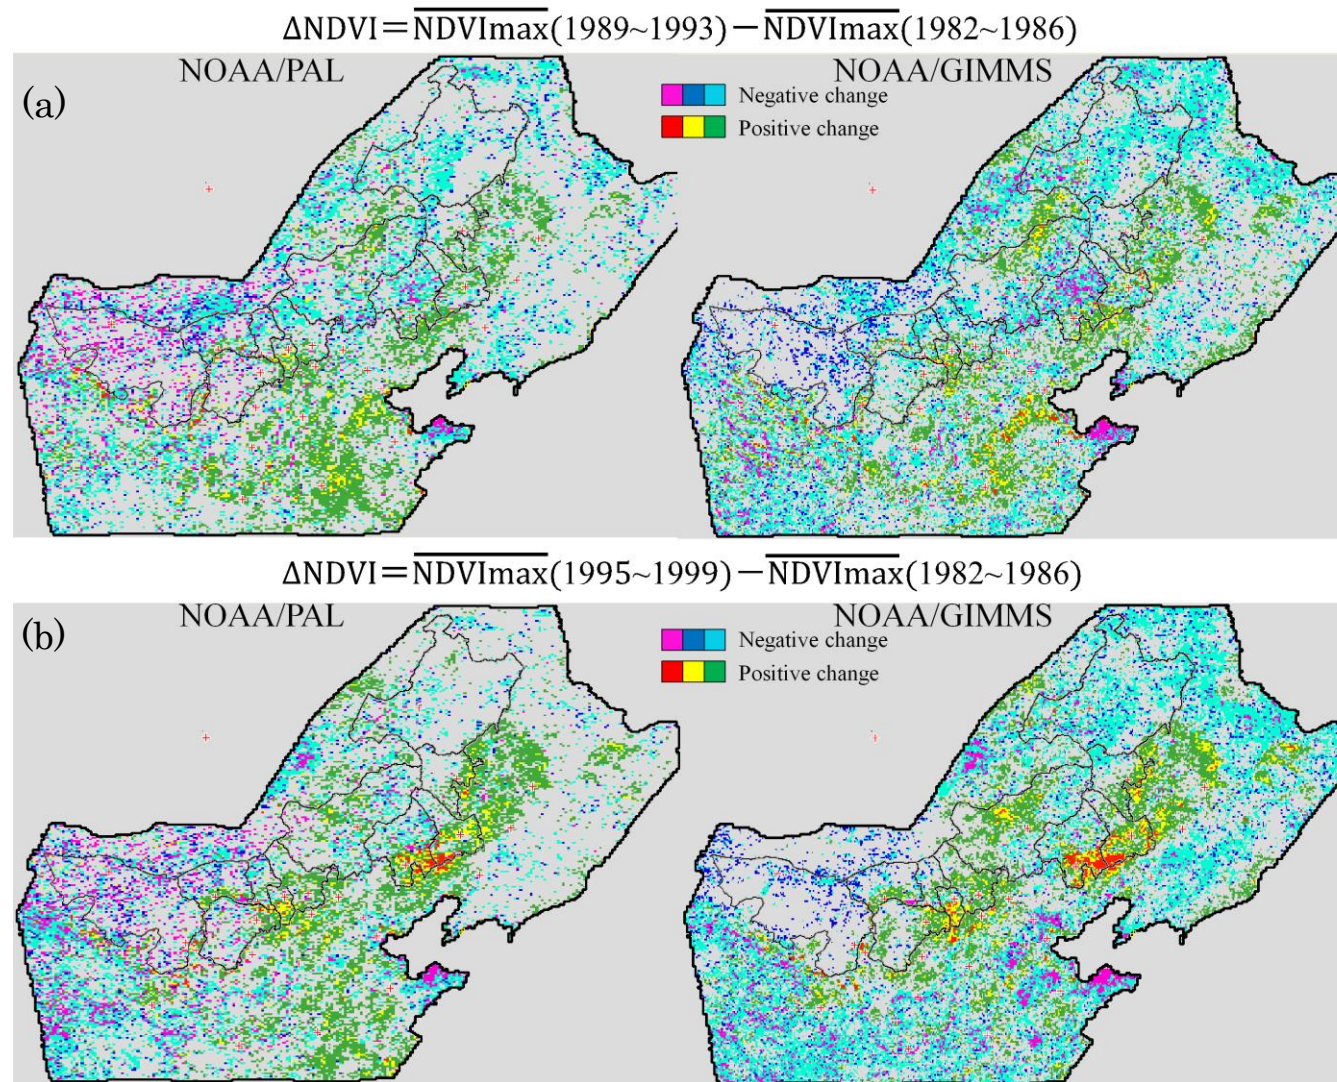 ΔNDVI＝NDVImax(1989~1993)－NDVImax(1982~1986)
NOAA/PAL
NOAA/GIMMS
(a)
Negative change
Positive change
ΔNDVI＝NDVImax(1995~1999)－NDVImax(1982~1986)
NOAA/PAL
NOAA/GIMMS
(b)
Negative change
Positive change